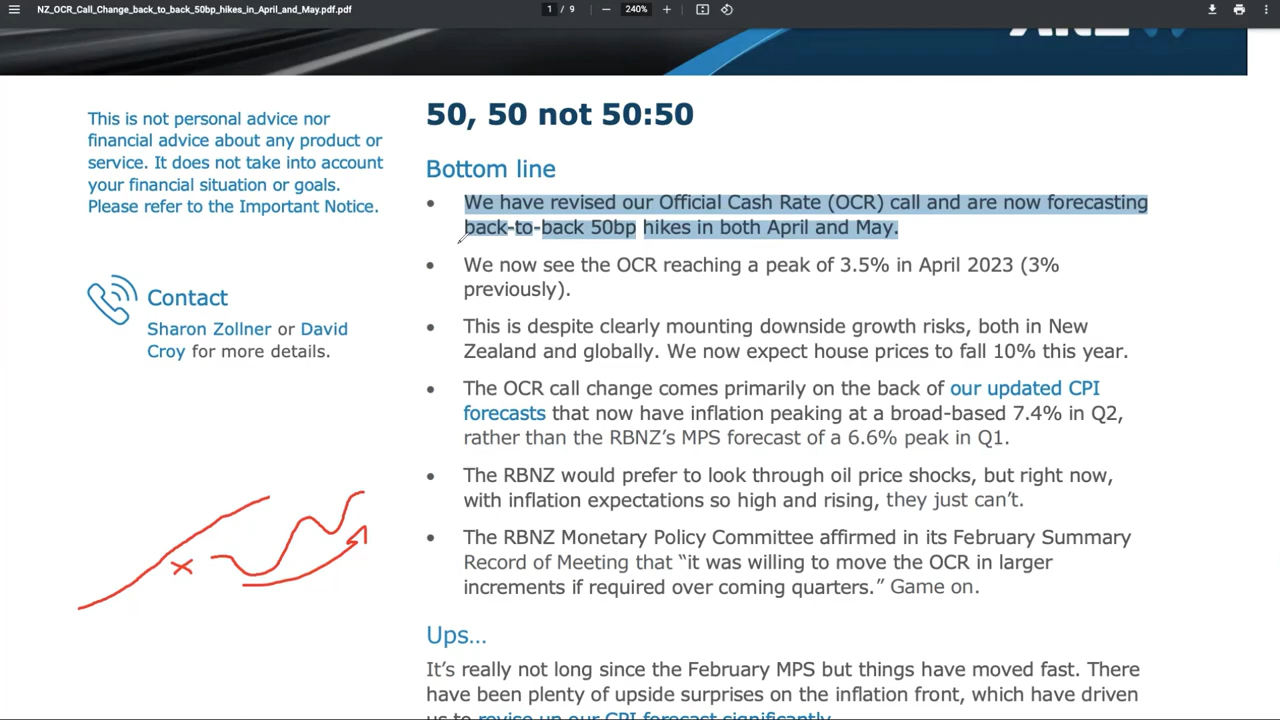 NZ_OCR_Call_Change_back_to_back_50bp_hikes_in_April_and_May.pdf.pdf
1 / 9
240%
50, 50 not 50:50
This is not personal advice nor
financial advice about any product or
service. It does not take into account
your financial situation or goals.
Please refer to the Important Notice.
Contact
Sharon Zollner or David
Croy for more details.
Bottom line
• We have revised our Official Cash Rate (OCR) call and are now forecasting
back-to-back 50bp hikes in both April and May.
• We now see the OCR reaching a peak of 3.5% in April 2023 (3%
previously).
• This is despite clearly mounting downside growth risks, both in New
Zealand and globally. We now expect house prices to fall 10% this year.
• The OCR call change comes primarily on the back of our updated CPI
forecasts that now have inflation peaking at a broad-based 7.4% in Q2,
rather than the RBNZ’s MPS forecast of a 6.6% peak in Q1.
• The RBNZ would prefer to look through oil price shocks, but right now,
with inflation expectations so high and rising, they just can’t.
• The RBNZ Monetary Policy Committee affirmed in its February Summary
Record of Meeting that “it was willing to move the OCR in larger
increments if required over coming quarters.” Game on.
Ups…
It’s really not long since the February MPS but things have moved fast. There
have been plenty of upside surprises on the inflation front, which have driven
us to revise up our CPI forecast significantly.